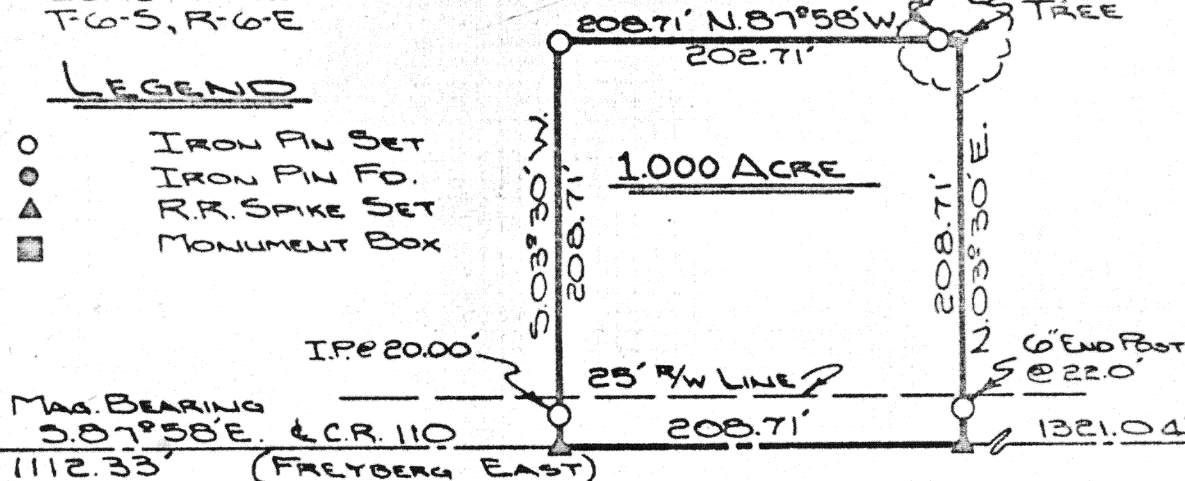 T-6-S, R-6-E
LEGEND
IRON PIN SET
IRON PIN FD.
R.R. SPIKE SET
MONUMENT BOX
208.71' N.87°58'W.
202.71'
TREE
S.03°30'W.
208.71'
1.000 ACRE
208.71'
N.03°30'E.
I.P.@ 20.00'
25' R/W LINE
6" END POST
@ 22.0'
MAG. BEARING
S.87°58'E. ℄ C.R. 110
208.71'
1321.04
1112.33' (FREYBERG EAST)